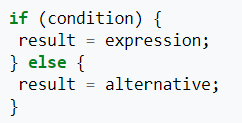 if (condition) {
 result = expression;
} else {
 result = alternative;
}